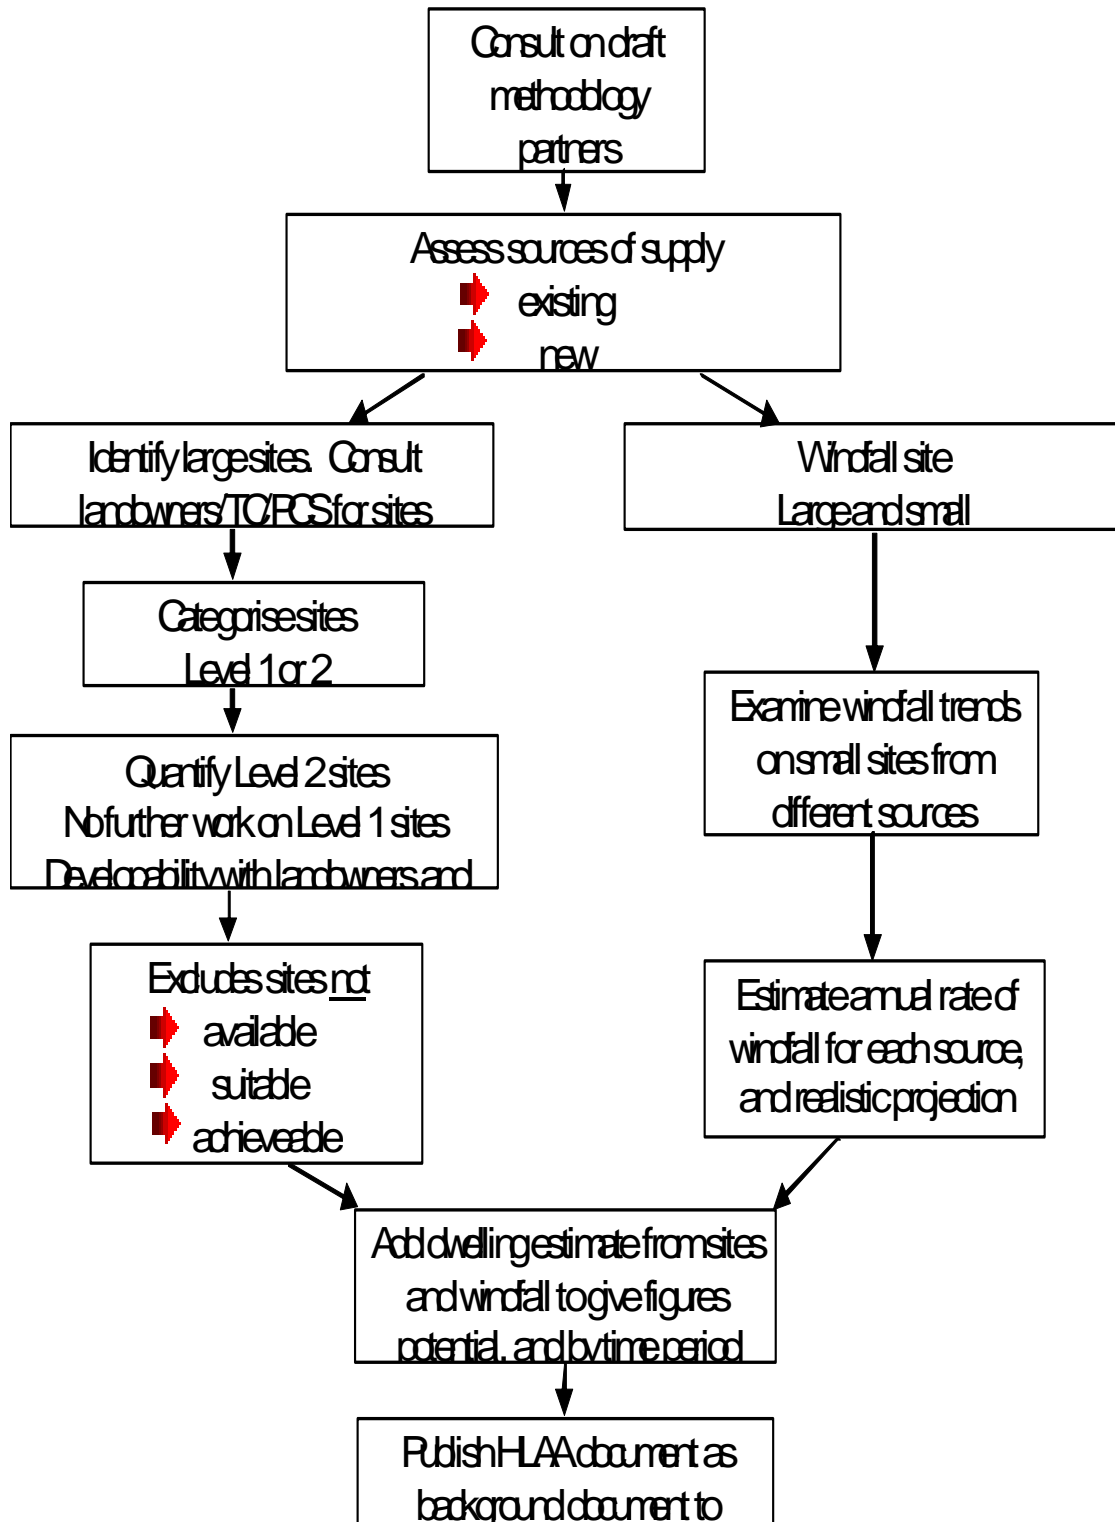 Consult on draft
methodology
partners
Assess sources of supply
existing
new
Identify large sites. Consult
landowners/TC/PCS for sites
Windfall site
Large and small
Categorise sites
Level 1 or 2
Examine windfall trends
on small sites from
different sources
Quantify Level 2 sites
No further work on Level 1 sites
Developability with landowners and
Excludes sites not
available
suitable
achieveable
Estimate annual rate of
windfall for each source,
and realistic projection
Add dwelling estimate from sites
and windfall to give figures
potential, and by time period
Publish HLAA document as
background document to